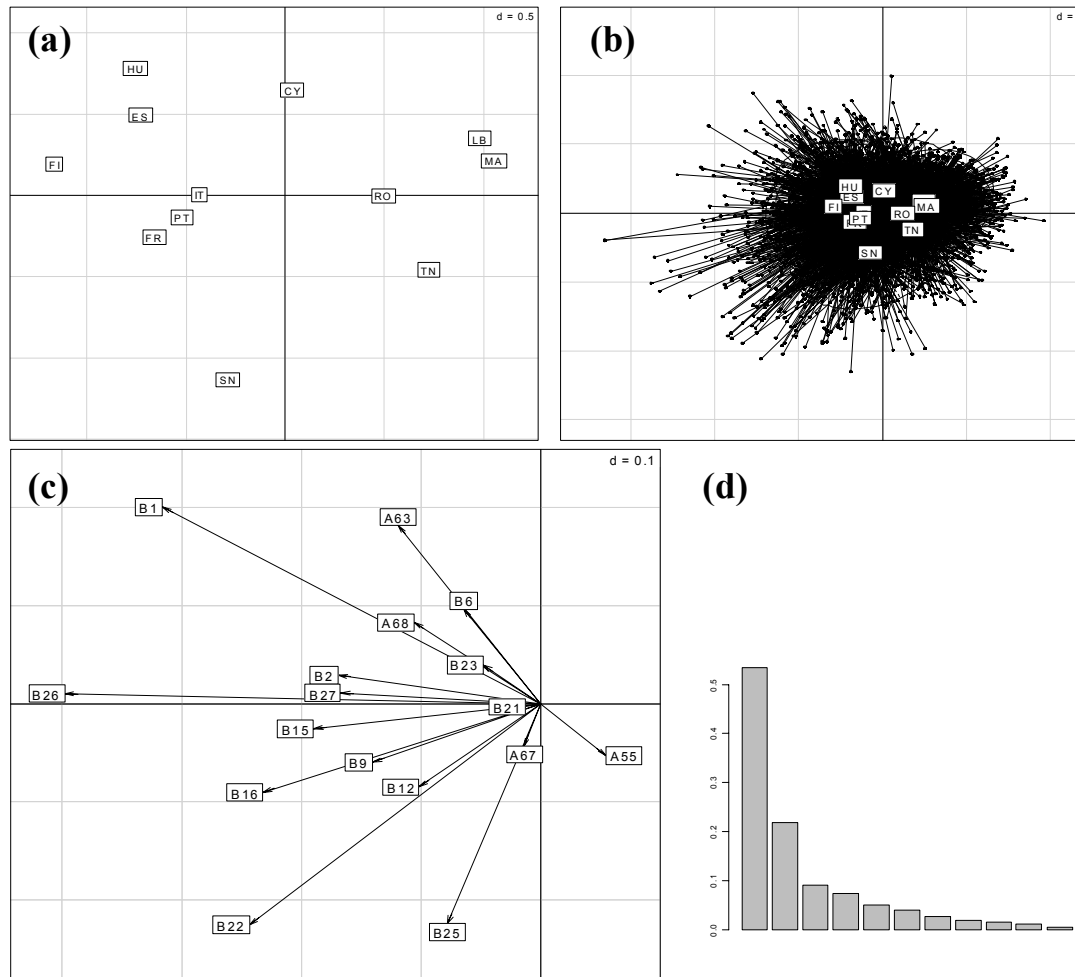 (a)
d = 0.5
HU
CY
ES
LB
MA
FI
IT
RO
PT
FR
TN
SN
(b)
d =
HU
CY
ES
FI
MA
PT
RO
TN
SN
(c)
d = 0.1
B1
A63
B6
A68
B23
B2
B26
B27
B21
B15
A67
A55
B9
B12
B16
B22
B25
(d)
0.5
0.4
0.3
0.2
0.1
0.0